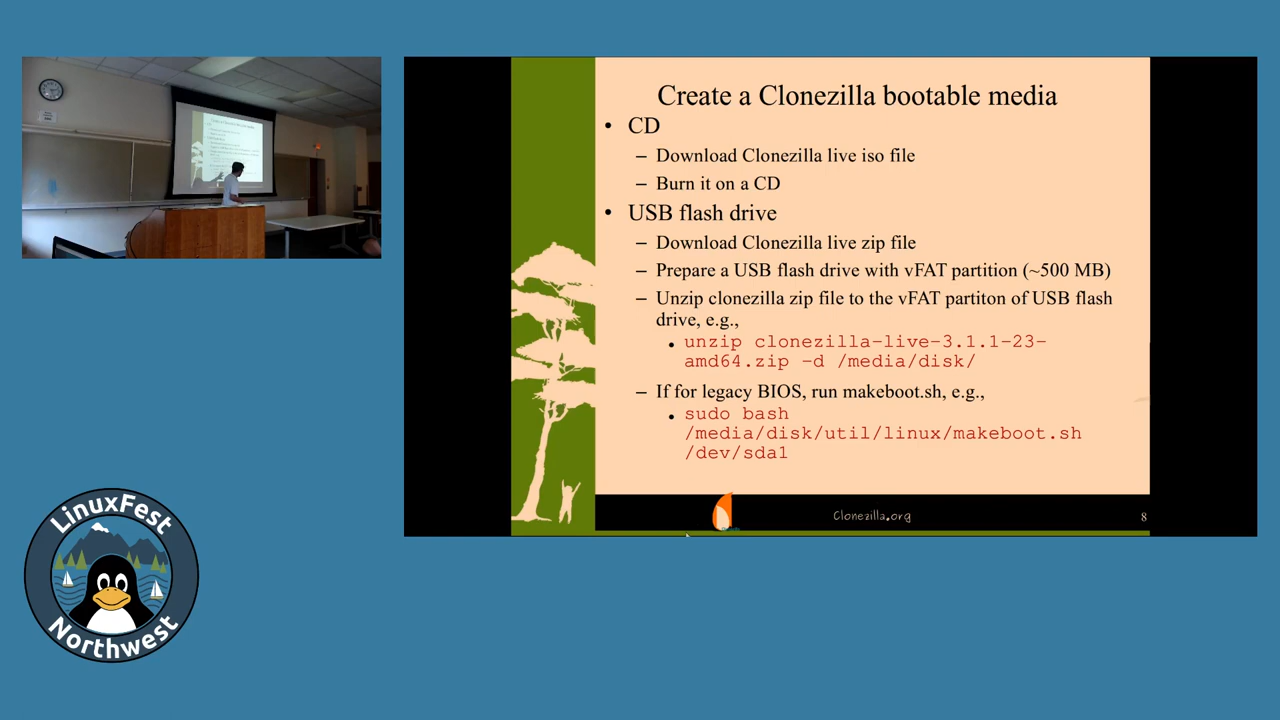 Create a Clonezilla bootable media
• CD
– Download Clonezilla live iso file
– Burn it on a CD
• USB flash drive
– Download Clonezilla live zip file
– Prepare a USB flash drive with vFAT partition (~500 MB)
– Unzip clonezilla zip file to the vFAT partiton of USB flash
drive, e.g.,
• unzip clonezilla-live-3.1.1-23-
amd64.zip -d /media/disk/
– If for legacy BIOS, run makeboot.sh, e.g.,
• sudo bash
/media/disk/util/linux/makeboot.sh
/dev/sda1
Clonezilla.org
8
LinuxFest
Northwest